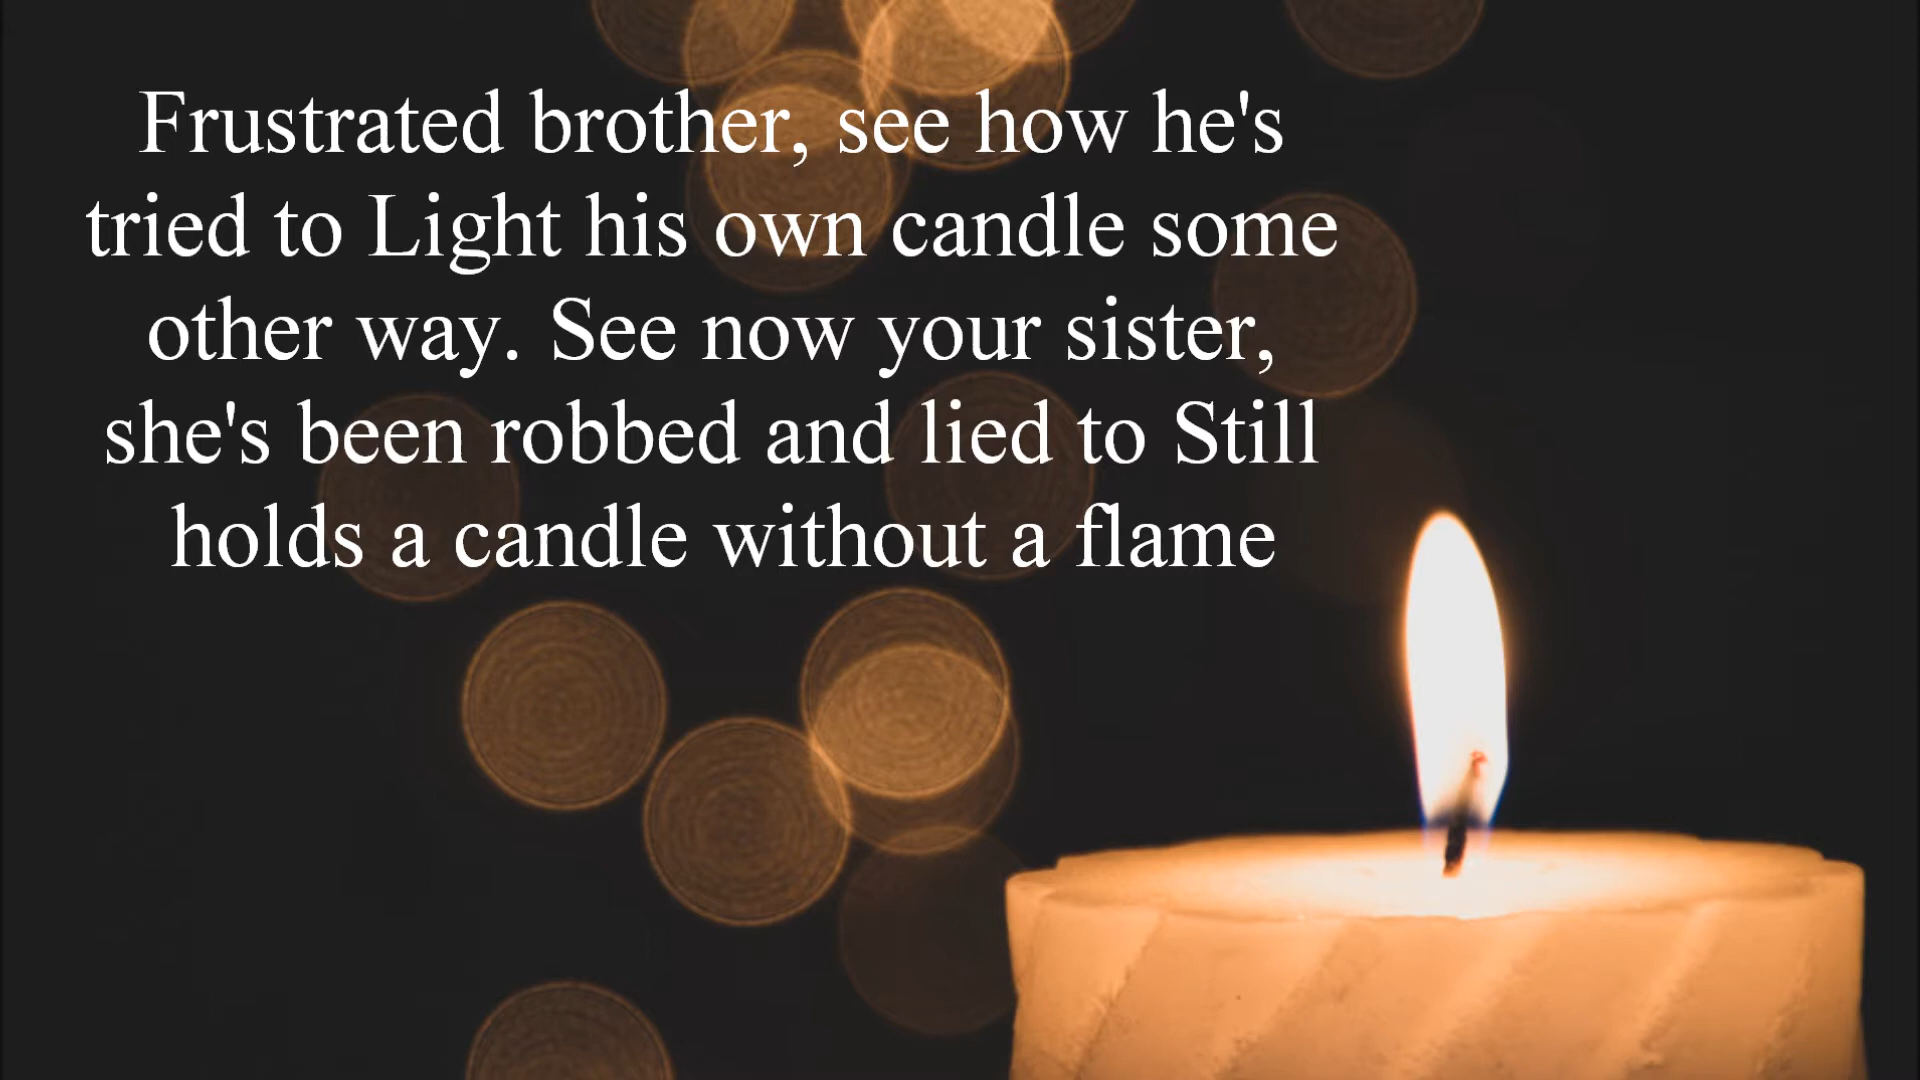 Frustrated brother, see how he's
tried to Light his own candle some
other way. See now your sister,
she's been robbed and lied to Still
holds a candle without a flame